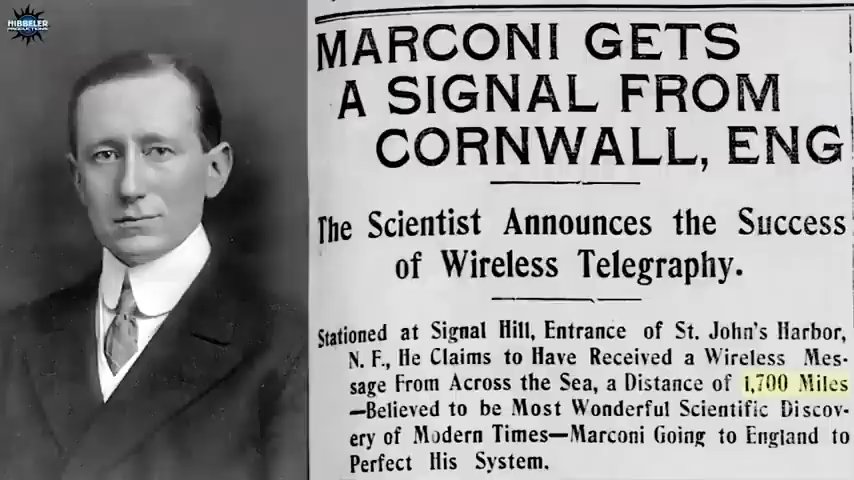 HIBBELER
PRODUCTIONS
MARCONI GETS
A SIGNAL FROM
CORNWALL, ENG
The Scientist Announces the Success
of Wireless Telegraphy.
Stationed at Signal Hill, Entrance of St. John's Harbor,
N. F., He Claims to Have Received a Wireless Mes-
sage From Across the Sea, a Distance of 1,700 Miles
—Believed to be Most Wonderful Scientific Discov-
ery of Modern Times—Marconi Going to England to
Perfect His System.